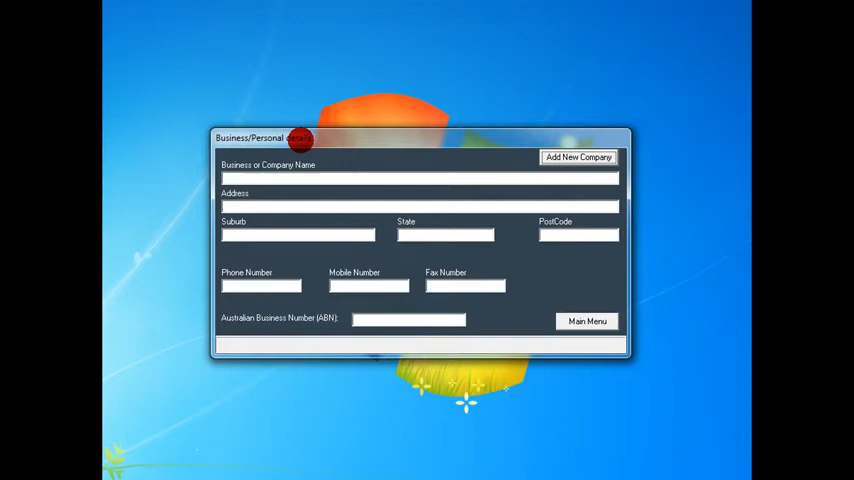 Business/Personal details
Add New Company
Business or Company Name
Address
Suburb State PostCode
Phone Number Mobile Number Fax Number
Australian Business Number (ABN):
Main Menu